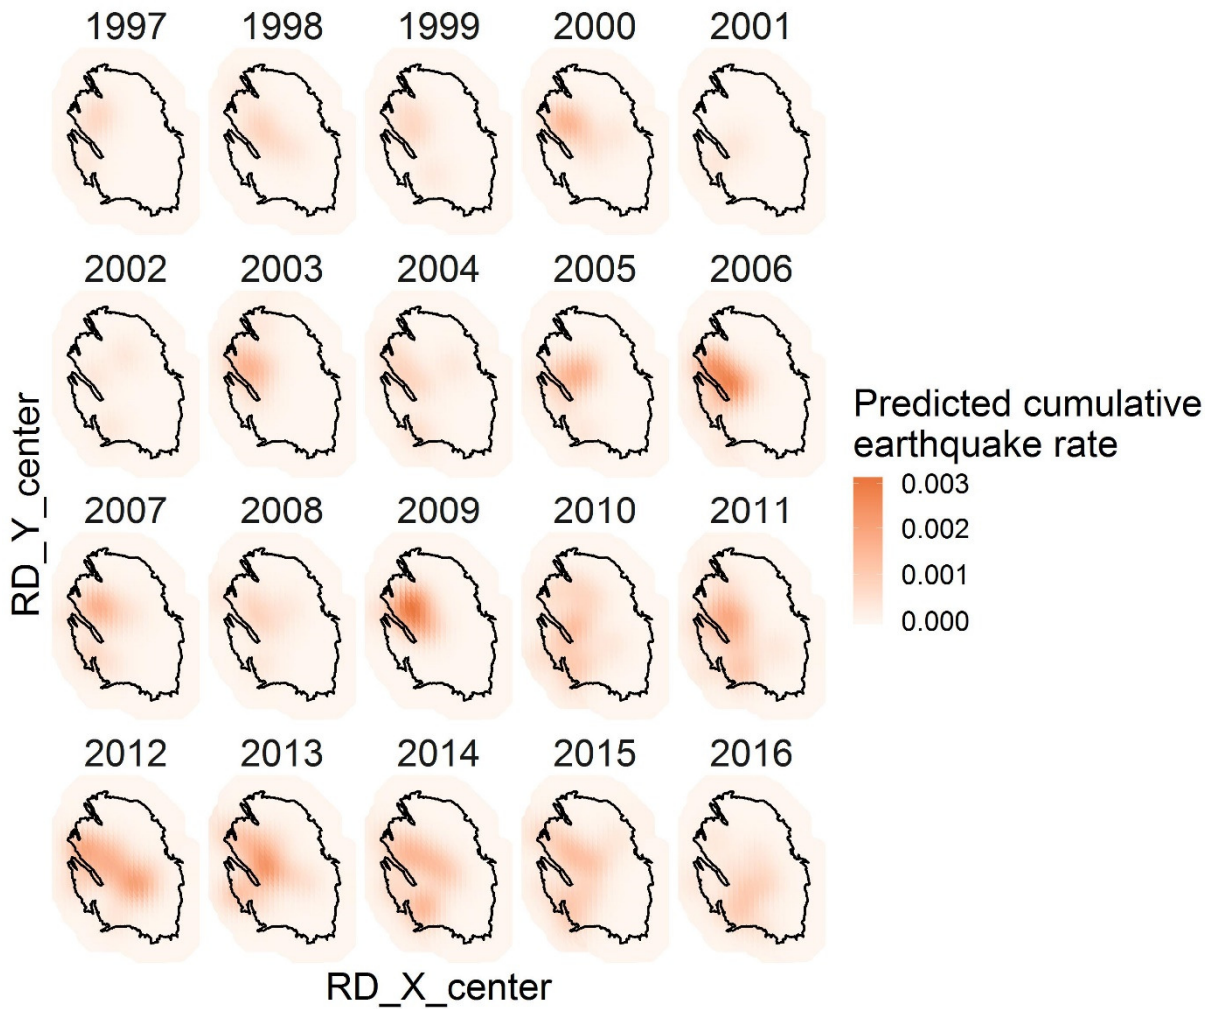 1997 1998 1999 2000 2001
2002 2003 2004 2005 2006
2007 2008 2009 2010 2011
2012 2013 2014 2015 2016
RD_Y_center
RD_X_center
Predicted cumulative
earthquake rate
0.003
0.002
0.001
0.000